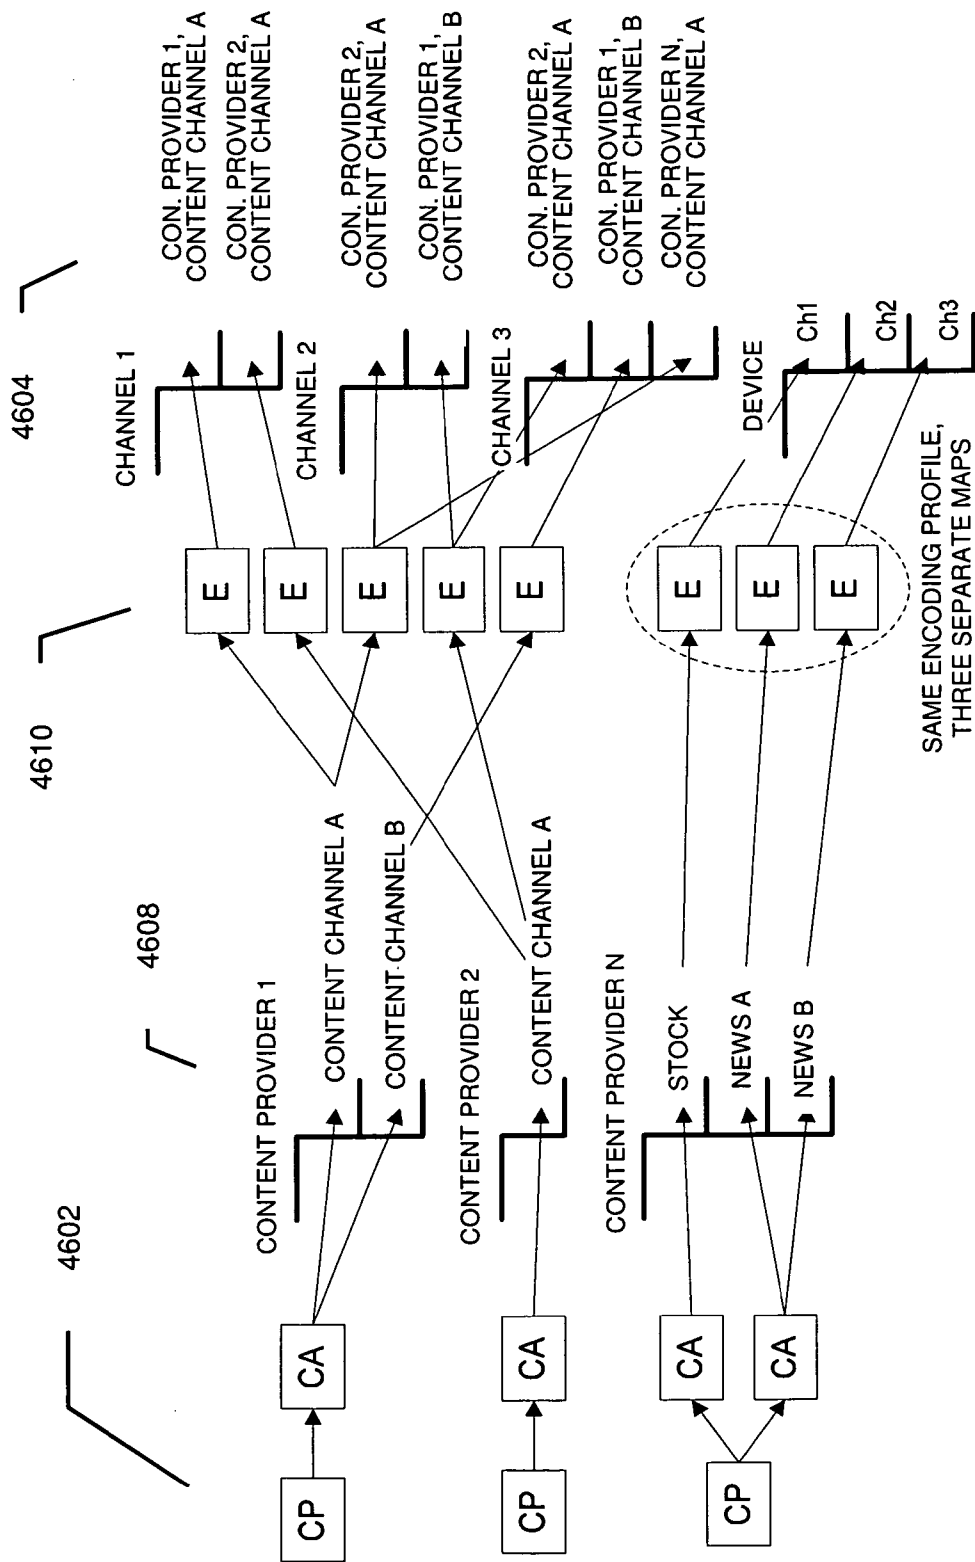 4602
4608
4610
4604
CP
CA
CP
CA
CP
CA
CA
CONTENT PROVIDER 1
CONTENT CHANNEL A
CONTENT CHANNEL B
CONTENT PROVIDER 2
CONTENT CHANNEL A
CONTENT PROVIDER N
STOCK
NEWS A
NEWS B
E
E
E
E
E
E
E
E
SAME ENCODING PROFILE,
THREE SEPARATE MAPS
CHANNEL 1
CON. PROVIDER 1,
CONTENT CHANNEL A
CON. PROVIDER 2,
CONTENT CHANNEL A
CHANNEL 2
CON. PROVIDER 2,
CONTENT CHANNEL A
CON. PROVIDER 1,
CONTENT CHANNEL B
CHANNEL 3
CON. PROVIDER 2,
CONTENT CHANNEL A
CON. PROVIDER 1,
CONTENT CHANNEL B
CON. PROVIDER N,
CONTENT CHANNEL A
DEVICE
Ch1
Ch2
Ch3